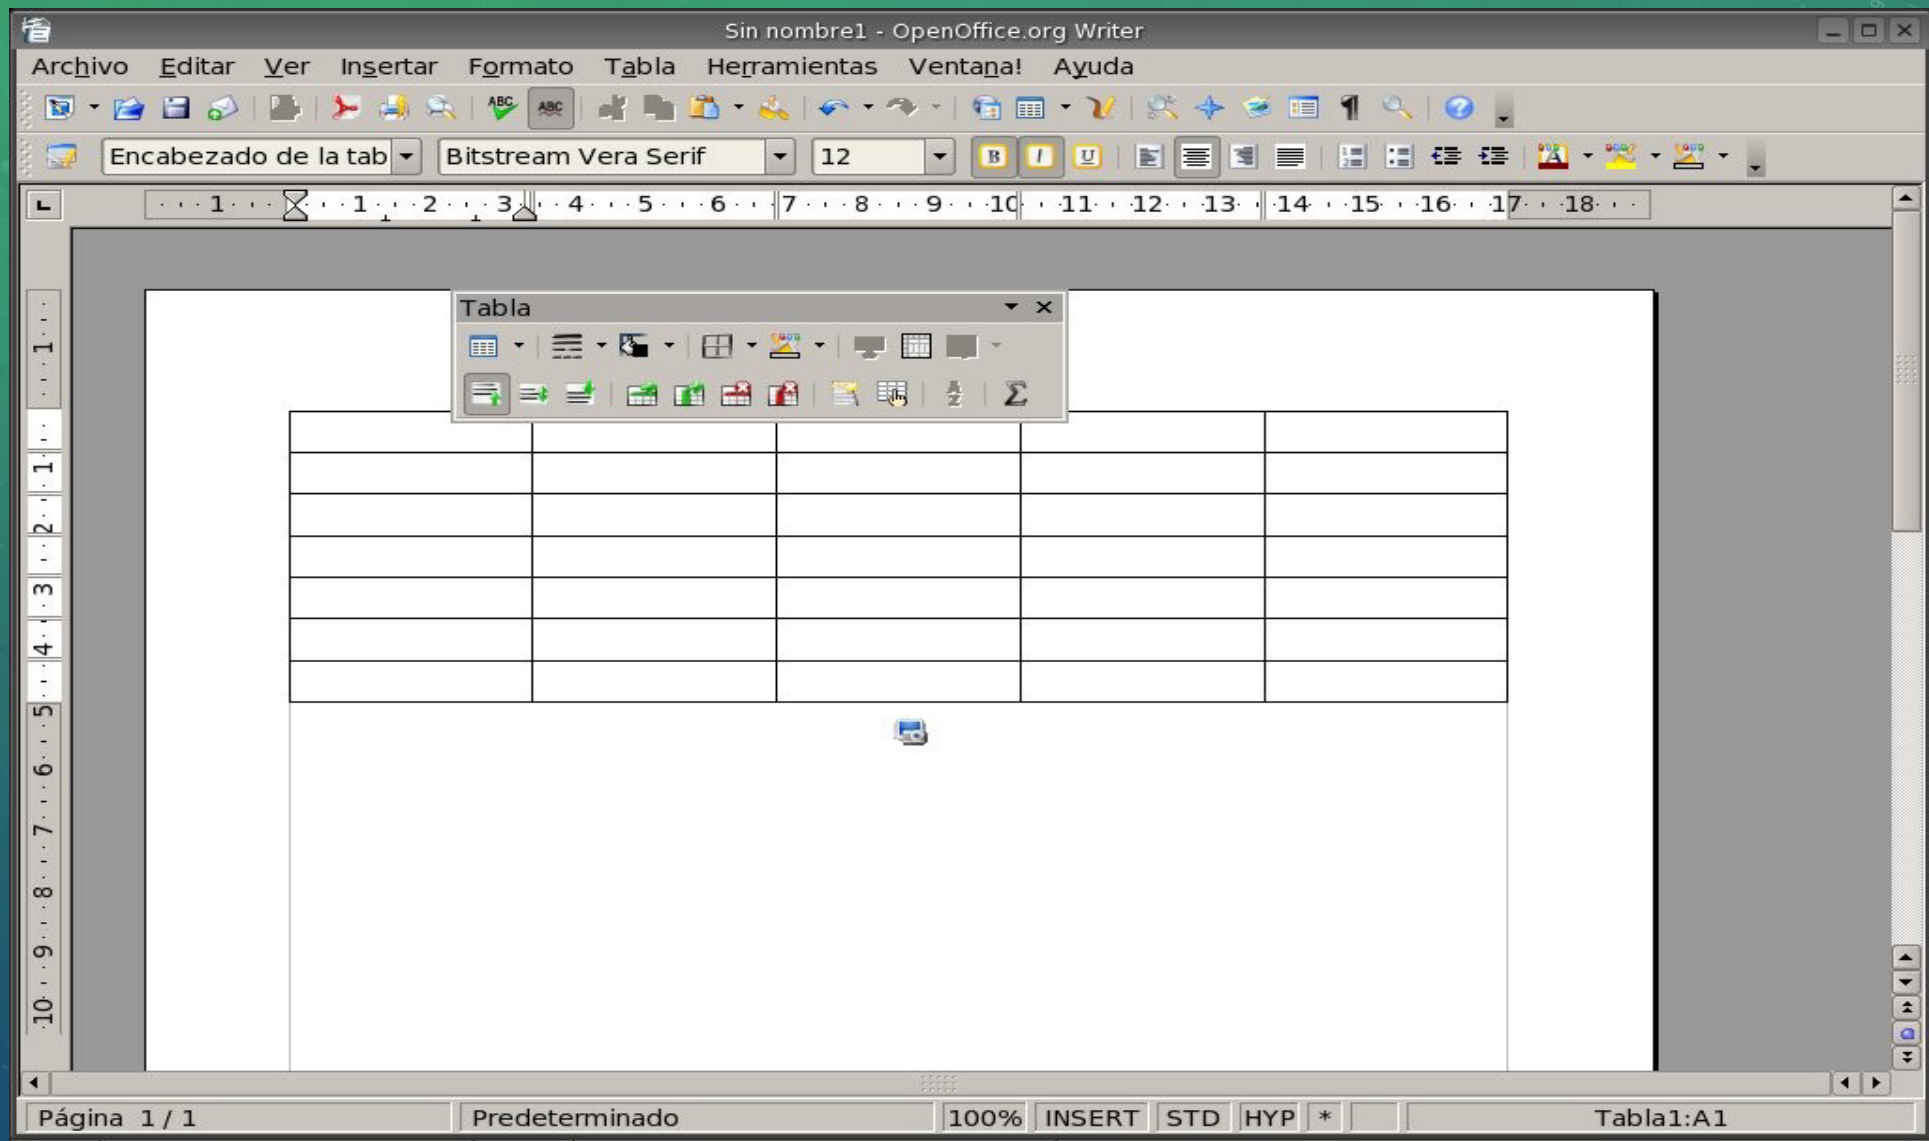 Sin nombre1 - OpenOffice.org Writer
Archivo Editar Ver Insertar Formato Tabla Herramientas Ventana! Ayuda
ABC ABC
Encabezado de la tab Bitstream Vera Serif 12 B I U A
1 1 2 3 4 5 6 7 8 9 10 11 12 13 14 15 16 17 18
Tabla
A Z Σ
1
1
2
3
4
5
6
7
8
9
10
Página 1 / 1 Predeterminado 100% INSERT STD HYP * Tabla1:A1